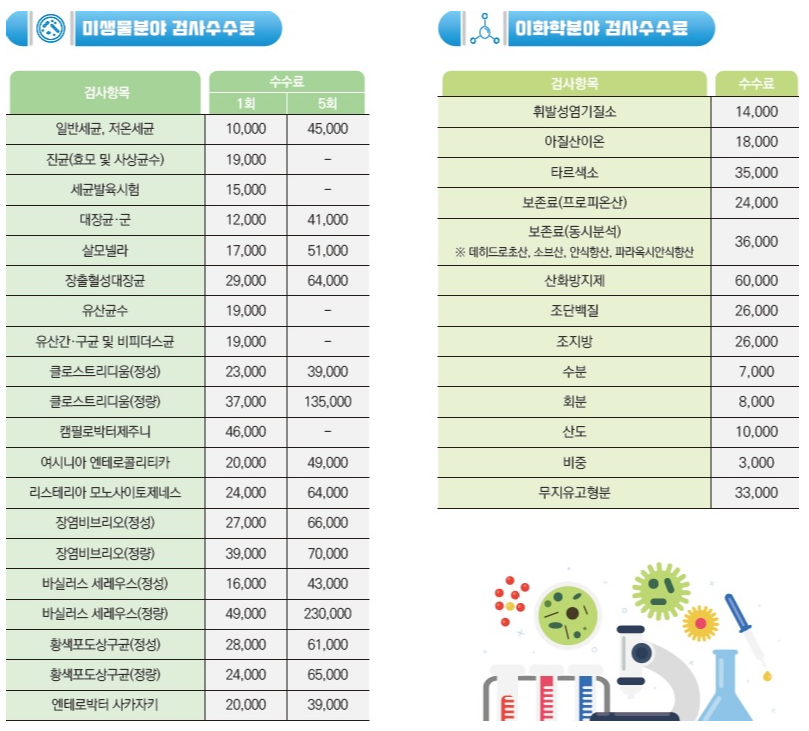 미생물분야 검사수수료
검사항목 수수료
1회 5회
일반세균, 저온세균 10,000 45,000
진균(효모 및 사상균수) 19,000 -
세균발육시험 15,000 -
대장균·군 12,000 41,000
살모넬라 17,000 51,000
장출혈성대장균 29,000 64,000
유산균수 19,000 -
유산간·구균 및 비피더스균 19,000 -
클로스트리디움(정성) 23,000 39,000
클로스트리디움(정량) 37,000 135,000
캠필로박터제주니 46,000 -
여시니아 엔테로콜리티카 20,000 49,000
리스테리아 모노사이토제네스 24,000 64,000
장염비브리오(정성) 27,000 66,000
장염비브리오(정량) 39,000 70,000
바실러스 세레우스(정성) 16,000 43,000
바실러스 세레우스(정량) 49,000 230,000
황색포도상구균(정성) 28,000 61,000
황색포도상구균(정량) 24,000 65,000
엔테로박터 사카자키 20,000 39,000
이화학분야 검사수수료
검사항목 수수료
휘발성염기질소 14,000
아질산이온 18,000
타르색소 35,000
보존료(프로피온산) 24,000
보존료(동시분석)
※ 데히드로초산, 소브산, 안식향산, 파라옥시안식향산 36,000
산화방지제 60,000
조단백질 26,000
조지방 26,000
수분 7,000
회분 8,000
산도 10,000
비중 3,000
무지유고형분 33,000